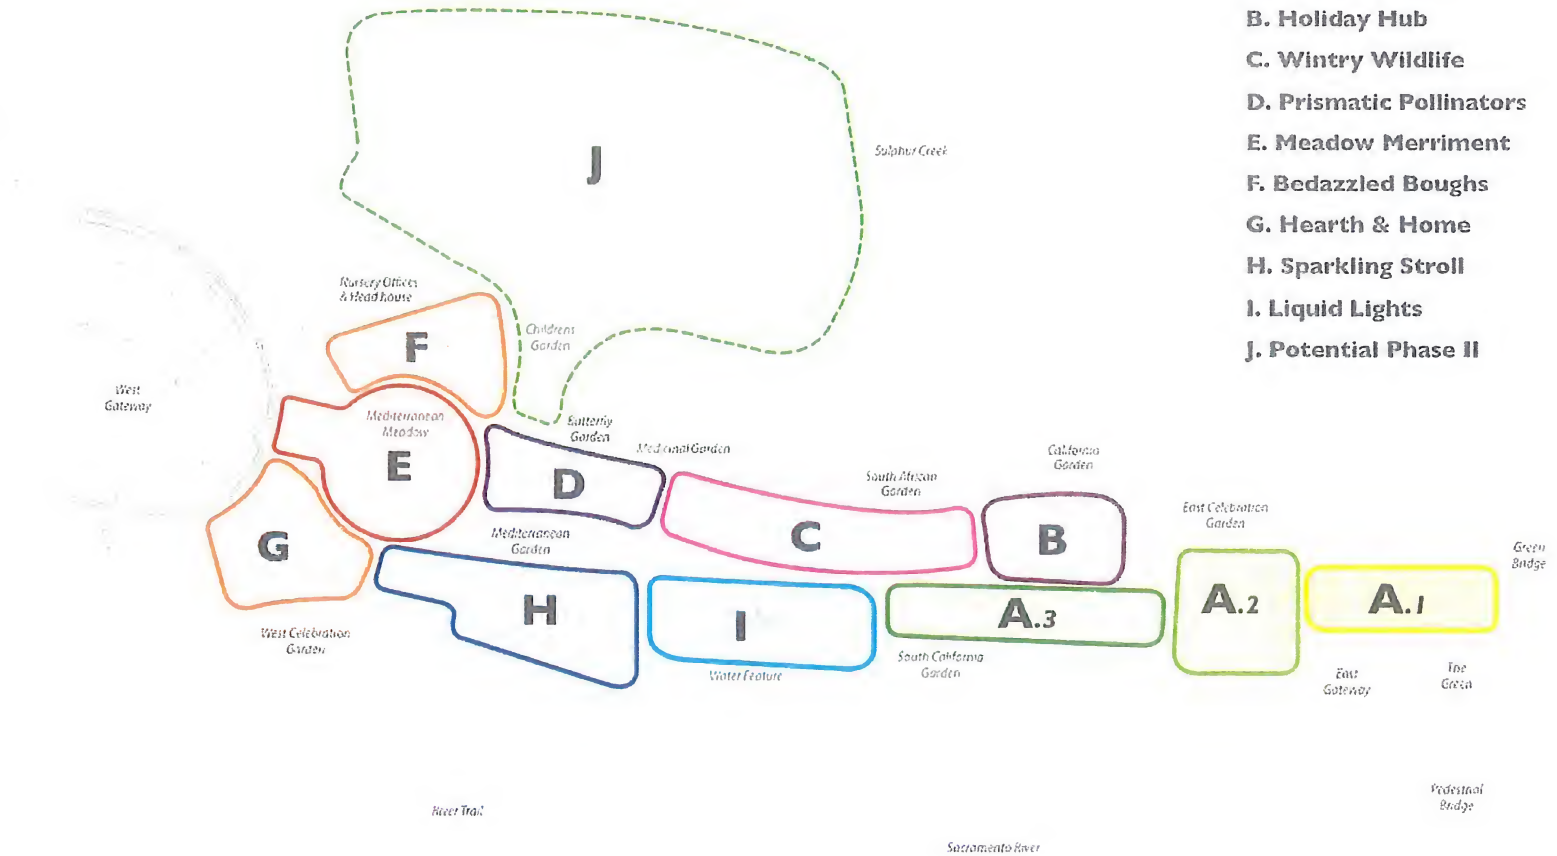 B. Holiday Hub
C. Wintry Wildlife
D. Prismatic Pollinators
E. Meadow Merriment
F. Bedazzled Boughs
G. Hearth & Home
H. Sparkling Stroll
I. Liquid Lights
J. Potential Phase II
J
Sulphur Creek
Nursery Offices
& Head house
F
Childrens
Garden
West
Gateway
Mediterranean
Meadow
E
Butterfly
Garden
Medicinal Garden
D
South African
Garden
California
Garden
C
B
East Celebration
Garden
Green
Bridge
G
Mediterranean
Garden
H
I
A.3
A.2
A.1
West Celebration
Garden
Water Feature
South California
Garden
East
Gateway
The
Green
River Trail
Pedestrial
Bridge
Sacramento River